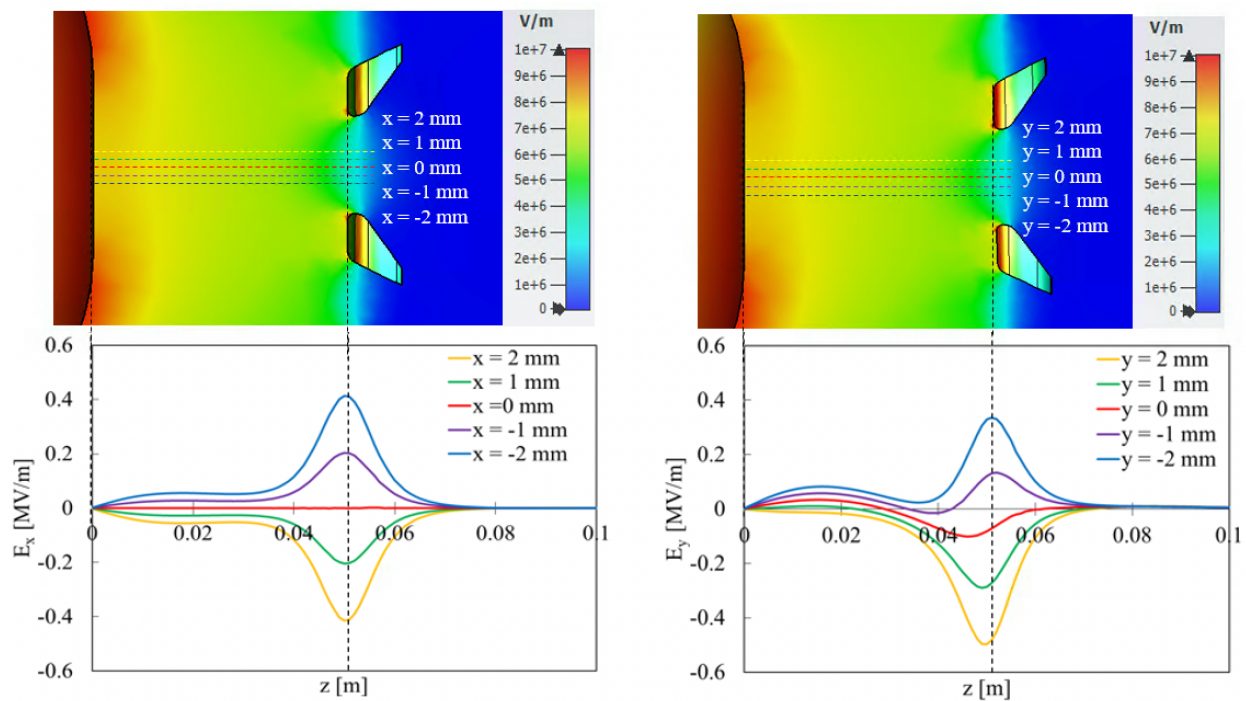 V/m
1e+7
9e+6
8e+6
7e+6
6e+6
5e+6
4e+6
3e+6
2e+6
1e+6
0
x = 2 mm
x = 1 mm
x = 0 mm
x = -1 mm
x = -2 mm
V/m
1e+7
9e+6
8e+6
7e+6
6e+6
5e+6
4e+6
3e+6
2e+6
1e+6
0
y = 2 mm
y = 1 mm
y = 0 mm
y = -1 mm
y = -2 mm
0.6
0.4
0.2
0
-0.2
-0.4
-0.6
Ex [MV/m]
0
0.02
0.04
0.06
0.08
0.1
z [m]
x = 2 mm
x = 1 mm
x =0 mm
x = -1 mm
x = -2 mm
0.6
0.4
0.2
0
-0.2
-0.4
-0.6
Ey [MV/m]
0
0.02
0.04
0.06
0.08
0.1
z [m]
y = 2 mm
y = 1 mm
y = 0 mm
y = -1 mm
y = -2 mm